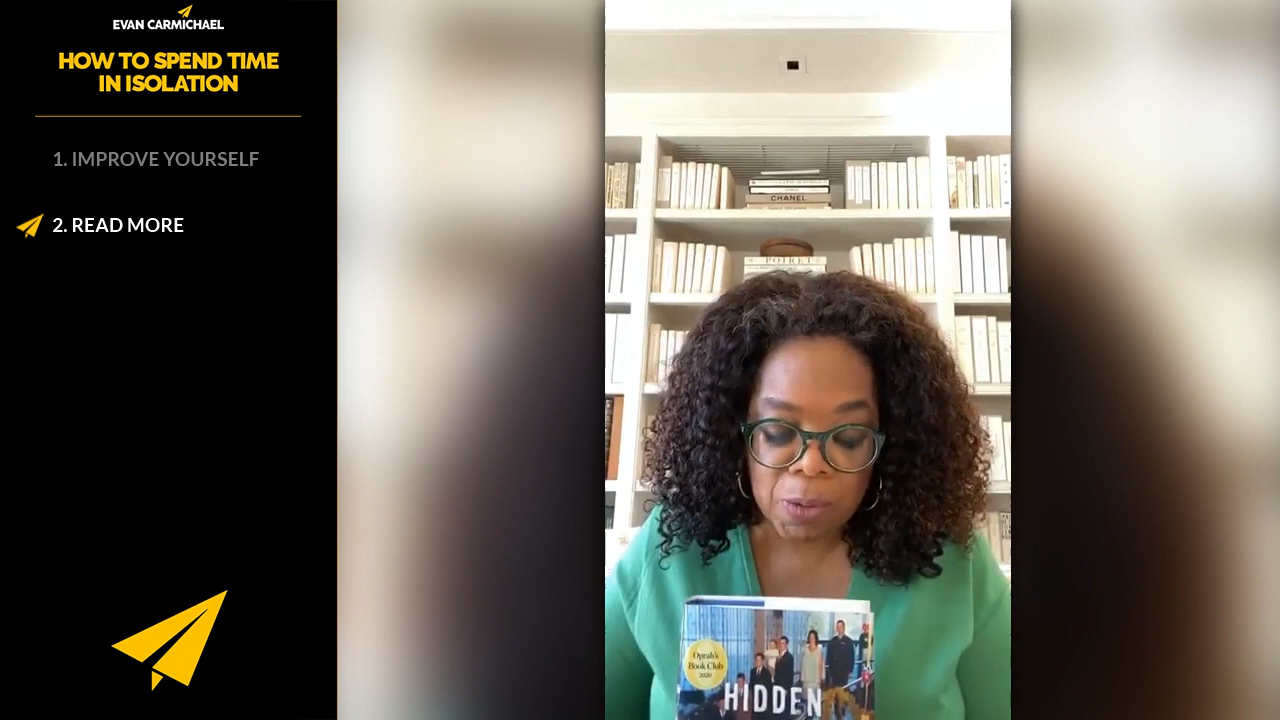 EVAN CARMICHAEL
HOW TO SPEND TIME
IN ISOLATION
1. IMPROVE YOURSELF
2. READ MORE
CHANEL
POIRET
Oprah's
Book Club
2020
HIDDEN